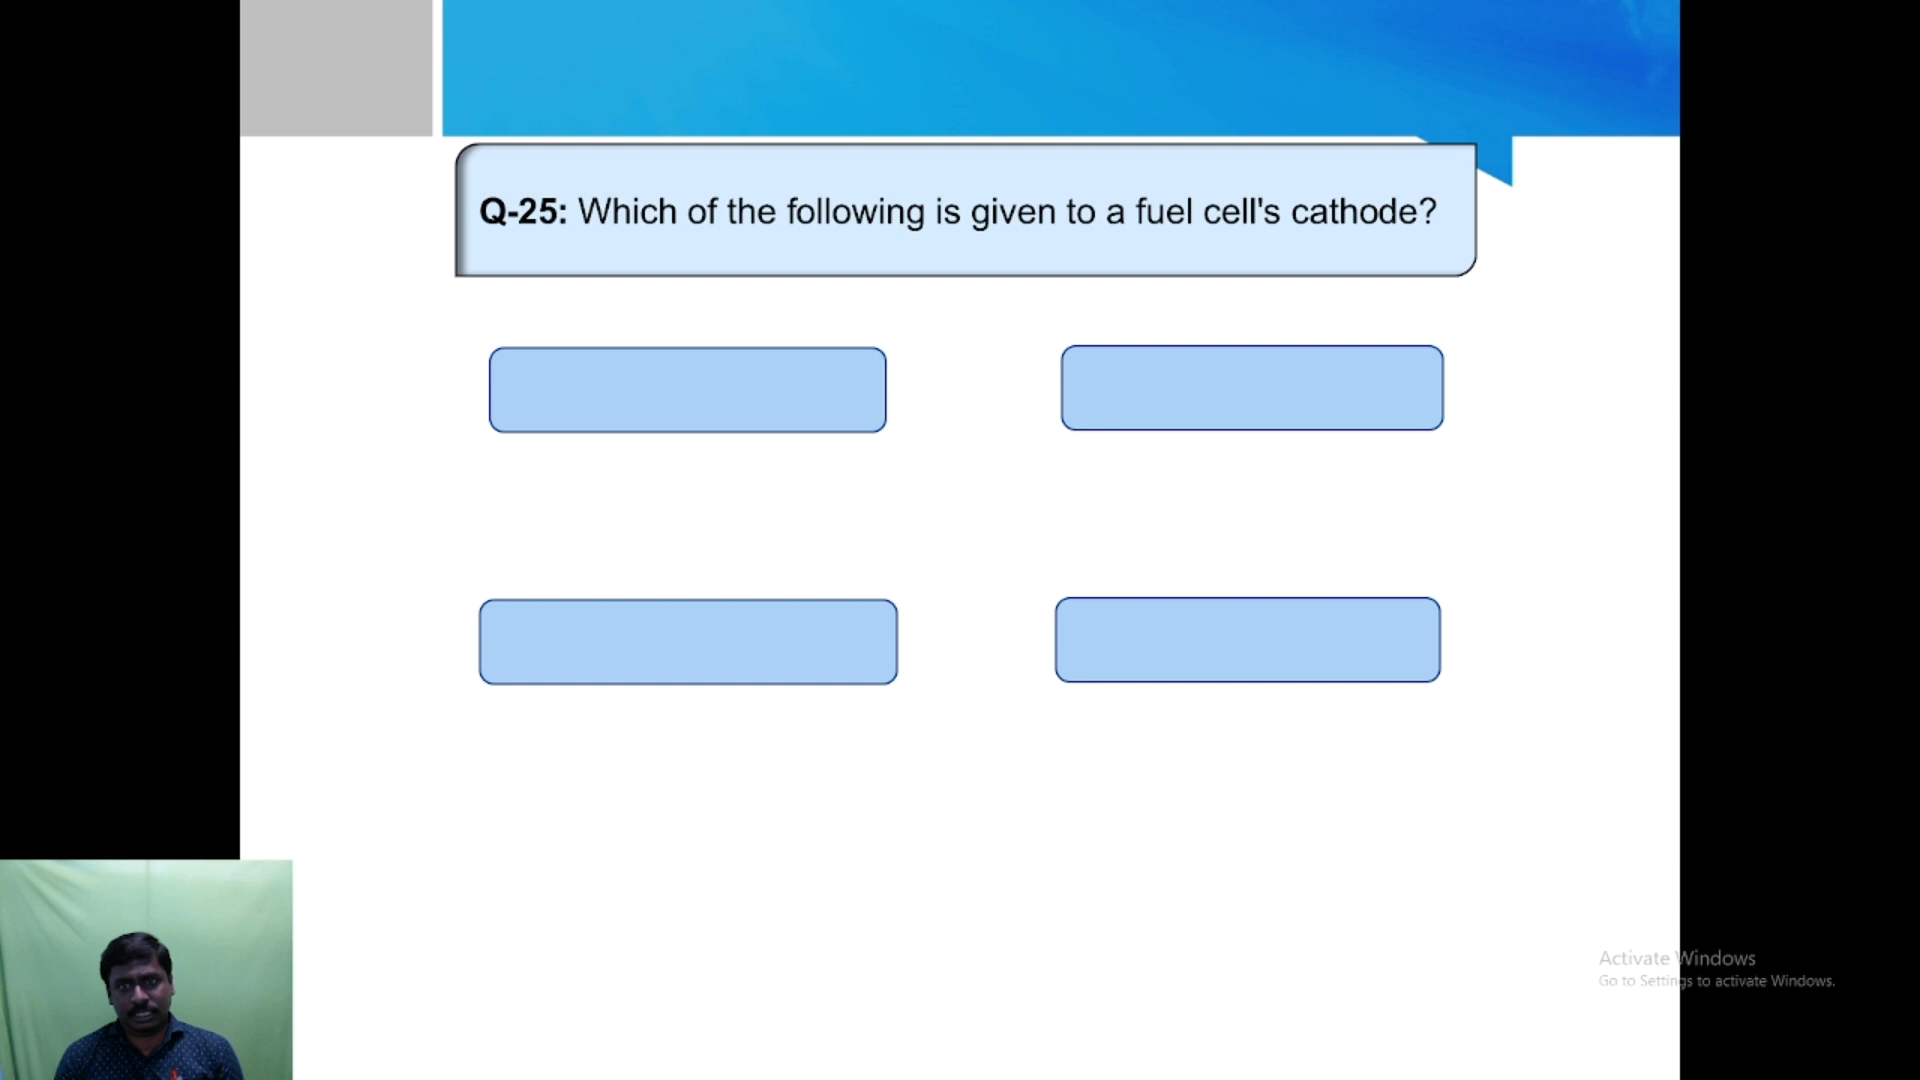 Q-25: Which of the following is given to a fuel cell's cathode?
Activate Windows
Go to Settings to activate Windows.